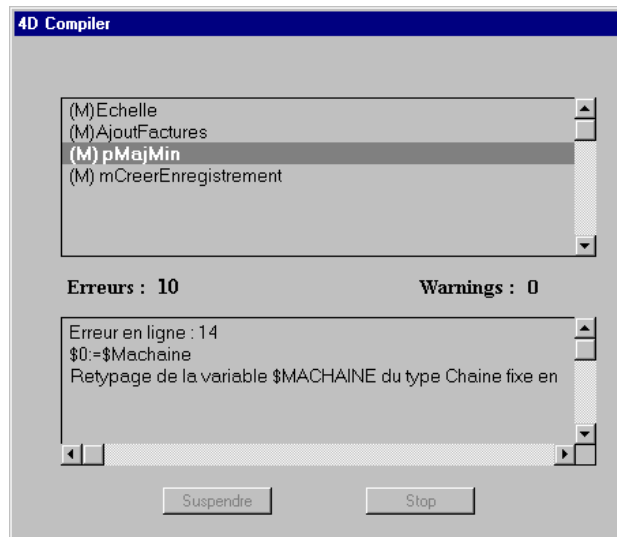 4D Compiler
(M)Echelle
(M)AjoutFactures
(M) pMajMin
(M) mCreerEnregistrement
Erreurs : 10 Warnings : 0
Erreur en ligne : 14
$0:=$Machaine
Retypage de la variable $MACHAINE du type Chaine fixe en
Suspendre Stop